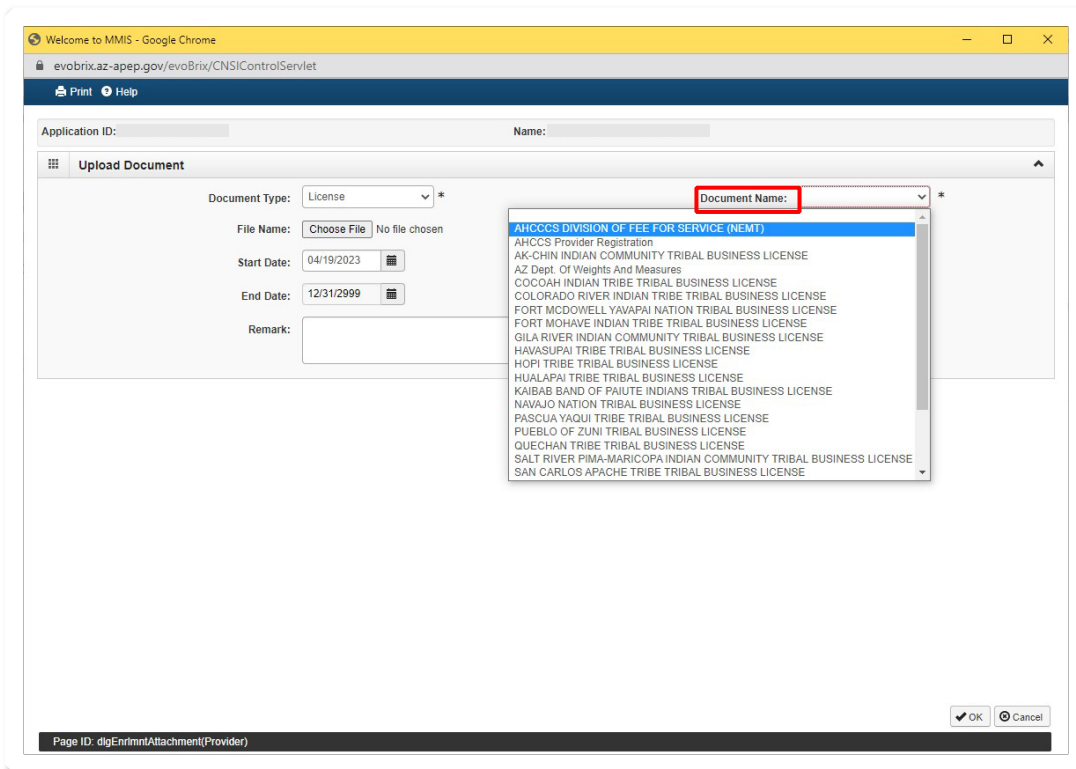 Welcome to MMIS - Google Chrome
evobrix.az-apep.gov/evoBrix/CNSIControlServlet
Print Help
Application ID: Name:
Upload Document
Document Type: License * Document Name: *
File Name: Choose File No file chosen
Start Date: 04/19/2023
End Date: 12/31/2999
Remark:
AHCCCS DIVISION OF FEE FOR SERVICE (NEMT)
AHCCS Provider Registration
AK-CHIN INDIAN COMMUNITY TRIBAL BUSINESS LICENSE
AZ Dept. Of Weights And Measures
COCOAH INDIAN TRIBE TRIBAL BUSINESS LICENSE
COLORADO RIVER INDIAN TRIBE TRIBAL BUSINESS LICENSE
FORT MCDOWELL YAVAPAI NATION TRIBAL BUSINESS LICENSE
FORT MOHAVE INDIAN TRIBE TRIBAL BUSINESS LICENSE
GILA RIVER INDIAN COMMUNITY TRIBAL BUSINESS LICENSE
HAVASUPAI TRIBE TRIBAL BUSINESS LICENSE
HOPI TRIBE TRIBAL BUSINESS LICENSE
HUALAPAI TRIBE TRIBAL BUSINESS LICENSE
KAIBAB BAND OF PAIUTE INDIANS TRIBAL BUSINESS LICENSE
NAVAJO NATION TRIBAL BUSINESS LICENSE
PASCUA YAQUI TRIBE TRIBAL BUSINESS LICENSE
PUEBLO OF ZUNI TRIBAL BUSINESS LICENSE
QUECHAN TRIBE TRIBAL BUSINESS LICENSE
SALT RIVER PIMA-MARICOPA INDIAN COMMUNITY TRIBAL BUSINESS LICENSE
SAN CARLOS APACHE TRIBE TRIBAL BUSINESS LICENSE
OK Cancel
Page ID: dlgEnrlmntAttachment(Provider)